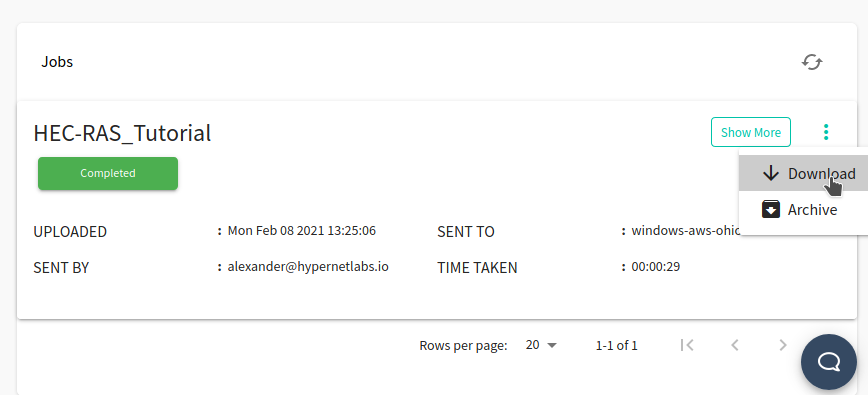 Jobs
HEC-RAS_Tutorial
Show More
Completed
Download
Archive
UPLOADED : Mon Feb 08 2021 13:25:06 SENT TO : windows-aws-ohio
SENT BY : alexander@hypernetlabs.io TIME TAKEN : 00:00:29
Rows per page: 20 1-1 of 1